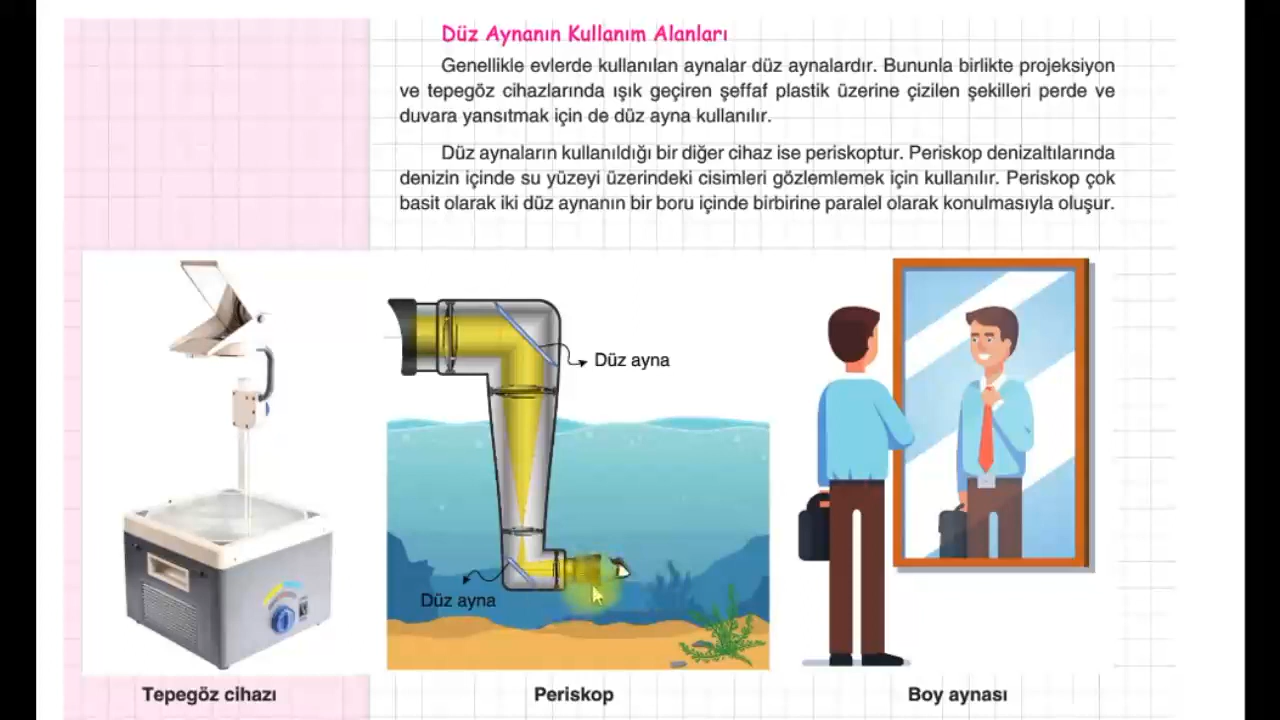 Düz Aynanın Kullanım Alanları
Genellikle evlerde kullanılan aynalar düz aynalardır. Bununla birlikte projeksiyon
ve tepegöz cihazlarında ışık geçiren şeffaf plastik üzerine çizilen şekilleri perde ve
duvara yansıtmak için de düz ayna kullanılır.
Düz aynaların kullanıldığı bir diğer cihaz ise periskoptur. Periskop denizaltılarında
denizin içinde su yüzeyi üzerindeki cisimleri gözlemlemek için kullanılır. Periskop çok
basit olarak iki düz aynanın bir boru içinde birbirine paralel olarak konulmasıyla oluşur.
Düz ayna
Düz ayna
Tepegöz cihazı
Periskop
Boy aynası